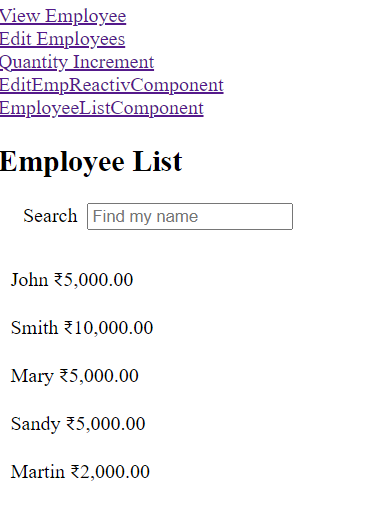 View Employee
Edit Employees
Quantity Increment
EditEmpReactivComponent
EmployeeListComponent
Employee List
Search Find my name
John ₹5,000.00
Smith ₹10,000.00
Mary ₹5,000.00
Sandy ₹5,000.00
Martin ₹2,000.00